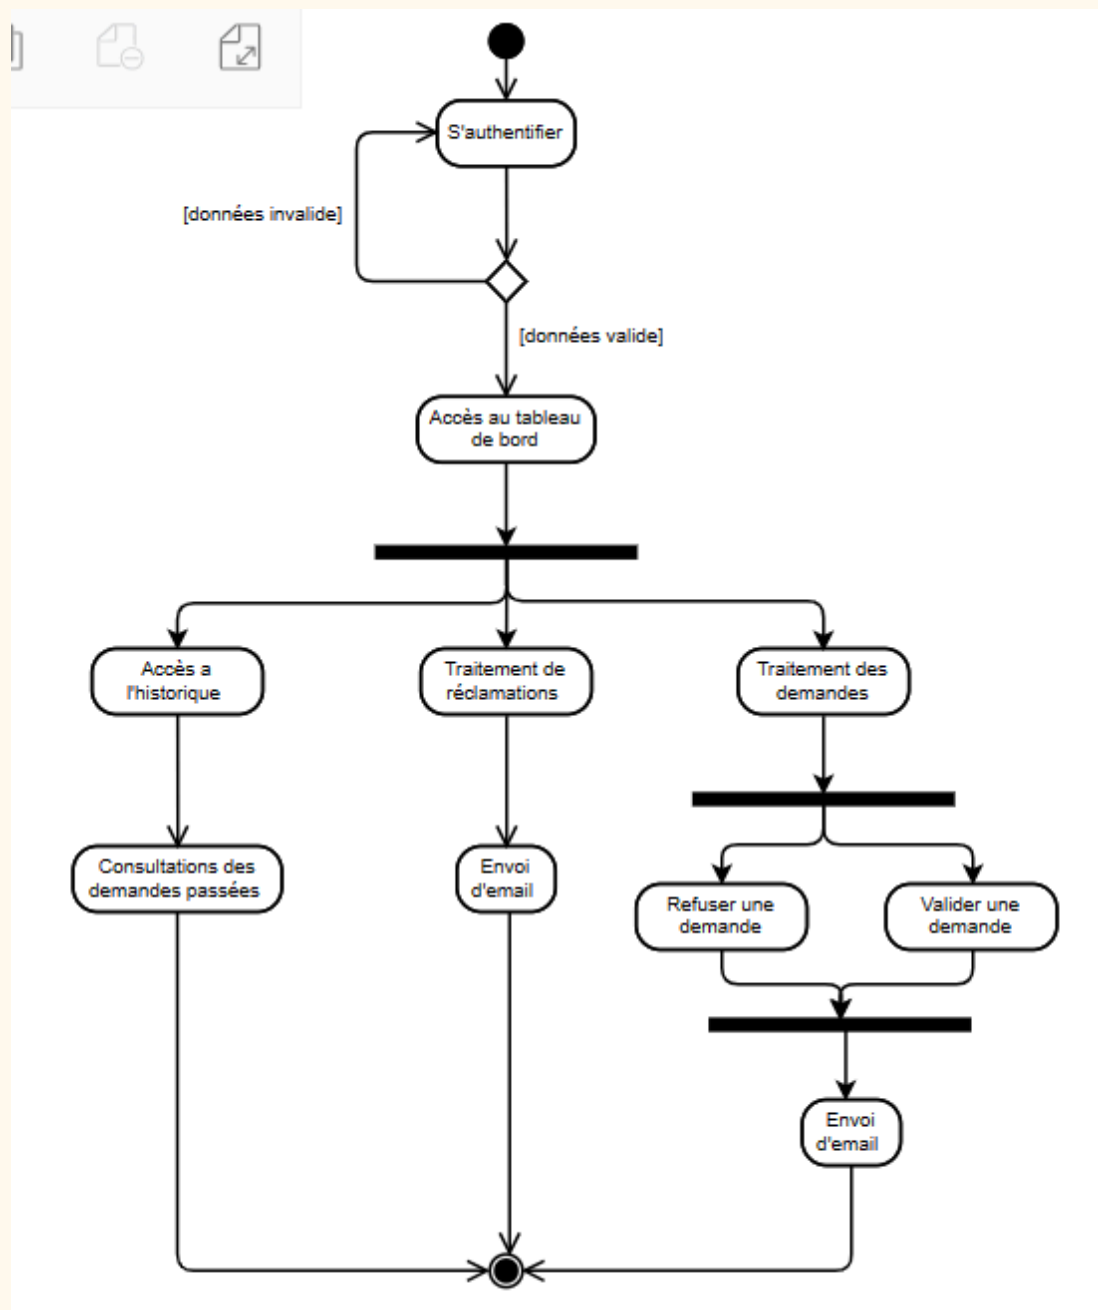 S'authentifier
[données invalide]
[données valide]
Accès au tableau
de bord
Accès a
l'historique
Traitement de
réclamations
Traitement des
demandes
Consultations des
demandes passées
Envoi
d'email
Refuser une
demande
Valider une
demande
Envoi
d'email